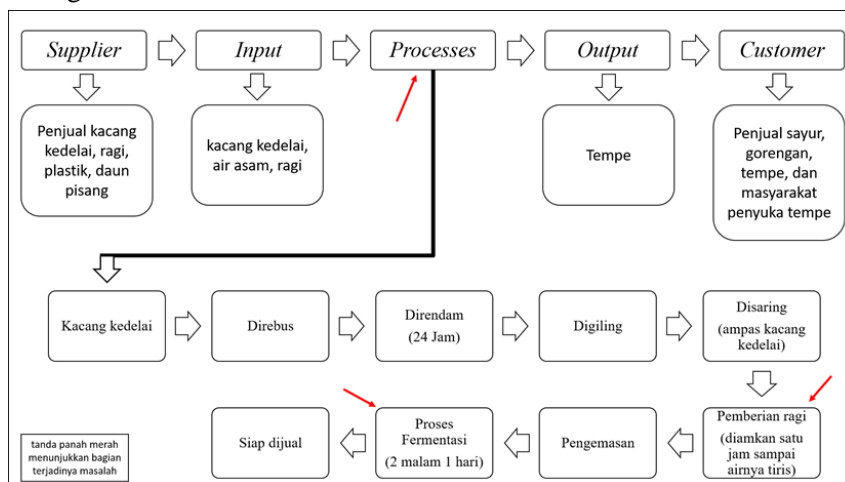 Supplier
Input
Processes
Output
Customer
Penjual kacang
kedelai, ragi,
plastik, daun
pisang
kacang kedelai,
air asam, ragi
Tempe
Penjual sayur,
gorengan,
tempe, dan
masyarakat
penyuka tempe
Kacang kedelai
Direbus
Direndam
(24 Jam)
Digiling
Disaring
(ampas kacang
kedelai)
Pemberian ragi
(diamkan satu
jam sampai
airnya tiris)
Pengemasan
Proses
Fermentasi
(2 malam 1 hari)
Siap dijual
tanda panah merah
menunjukkan bagian
terjadinya masalah